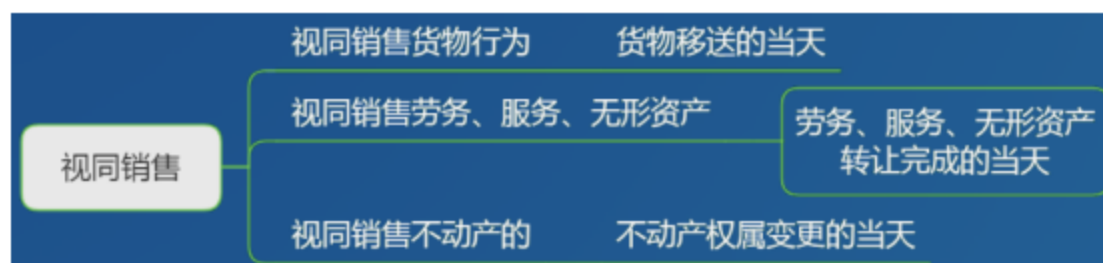 视同销售
视同销售货物行为 货物移送的当天
视同销售劳务、服务、无形资产
劳务、服务、无形资产
转让完成的当天
视同销售不动产的 不动产权属变更的当天